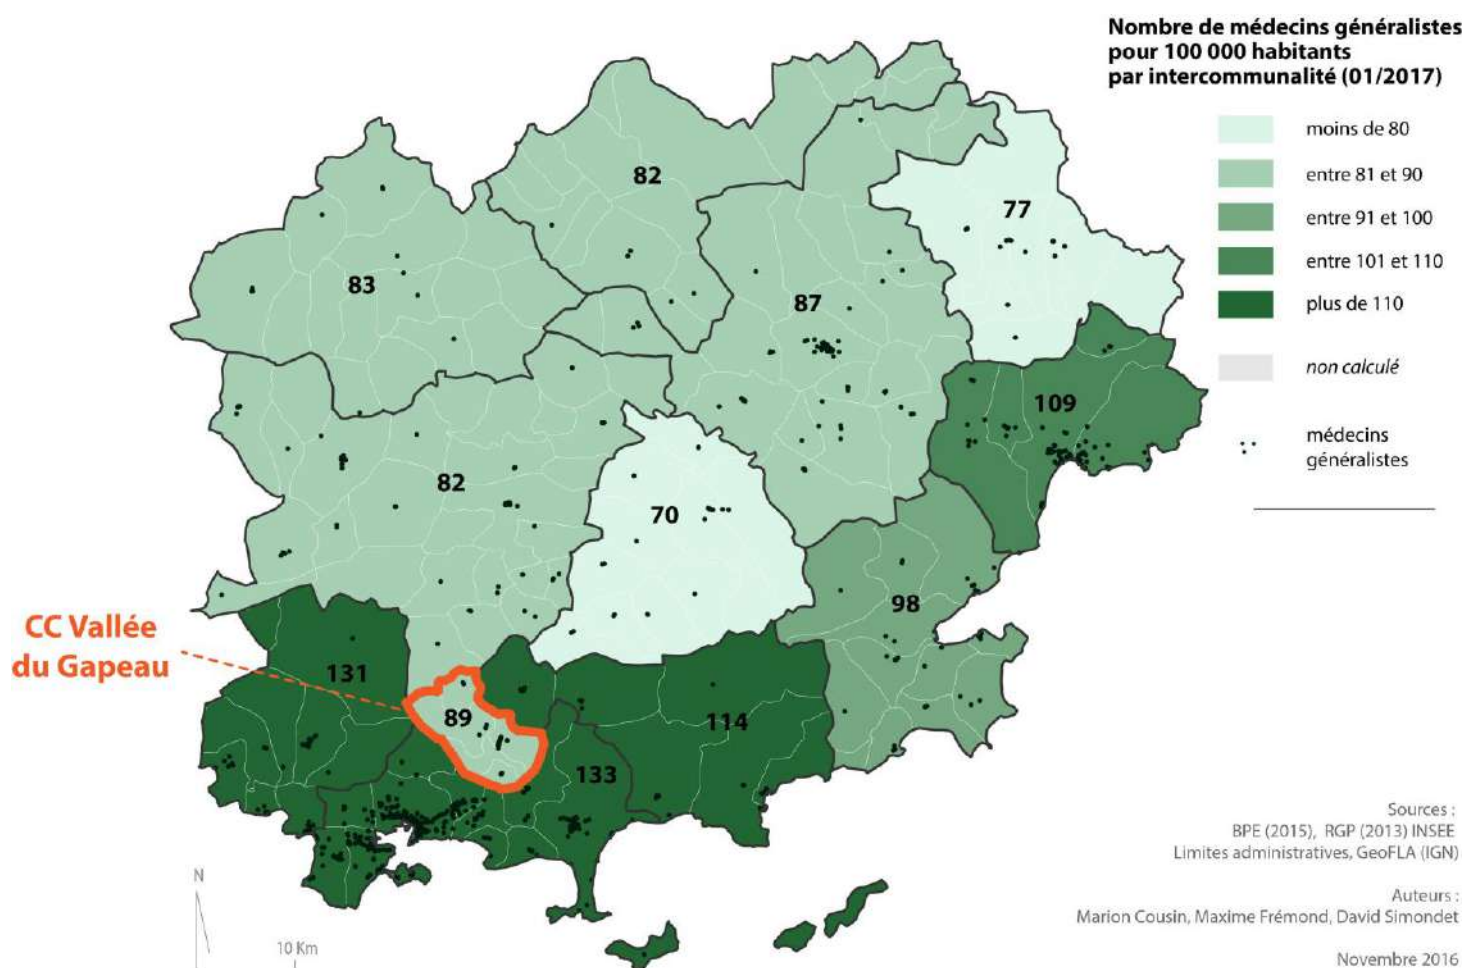 Nombre de médecins généralistes
pour 100 000 habitants
par intercommunalité (01/2017)
moins de 80
entre 81 et 90
entre 91 et 100
entre 101 et 110
plus de 110
non calculé
médecins
généralistes
82
77
83
87
109
82
70
98
CC Vallée
du Gapeau
131
89
114
133
Sources :
BPE (2015), RGP (2013) INSEE
Limites administratives, GeoFLA (IGN)
Auteurs :
Marion Cousin, Maxime Frémond, David Simondet
Novembre 2016
N
10 Km